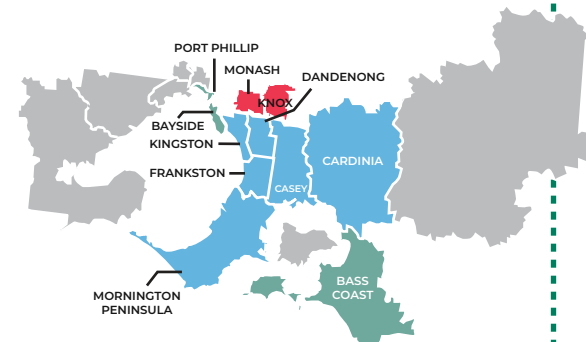 PORT PHILLIP
MONASH
DANDENONG
KNOX
BAYSIDE
KINGSTON
CARDINIA
FRANKSTON
CASEY
BASS
COAST
MORNINGTON
PENINSULA